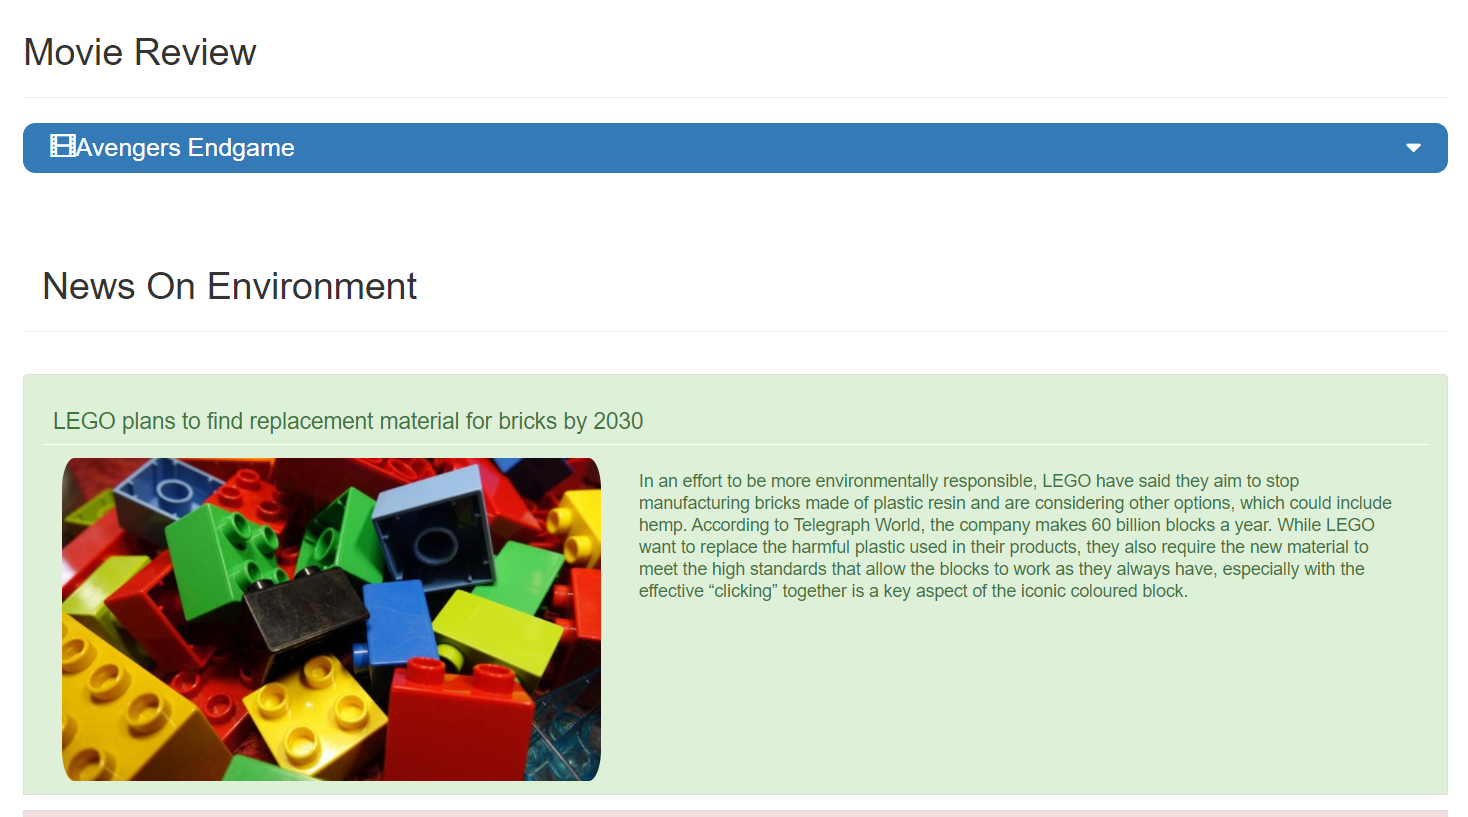 Movie Review
Avengers Endgame
News On Environment
LEGO plans to find replacement material for bricks by 2030
In an effort to be more environmentally responsible, LEGO have said they aim to stop
manufacturing bricks made of plastic resin and are considering other options, which could include
hemp. According to Telegraph World, the company makes 60 billion blocks a year. While LEGO
want to replace the harmful plastic used in their products, they also require the new material to
meet the high standards that allow the blocks to work as they always have, especially with the
effective “clicking” together is a key aspect of the iconic coloured block.